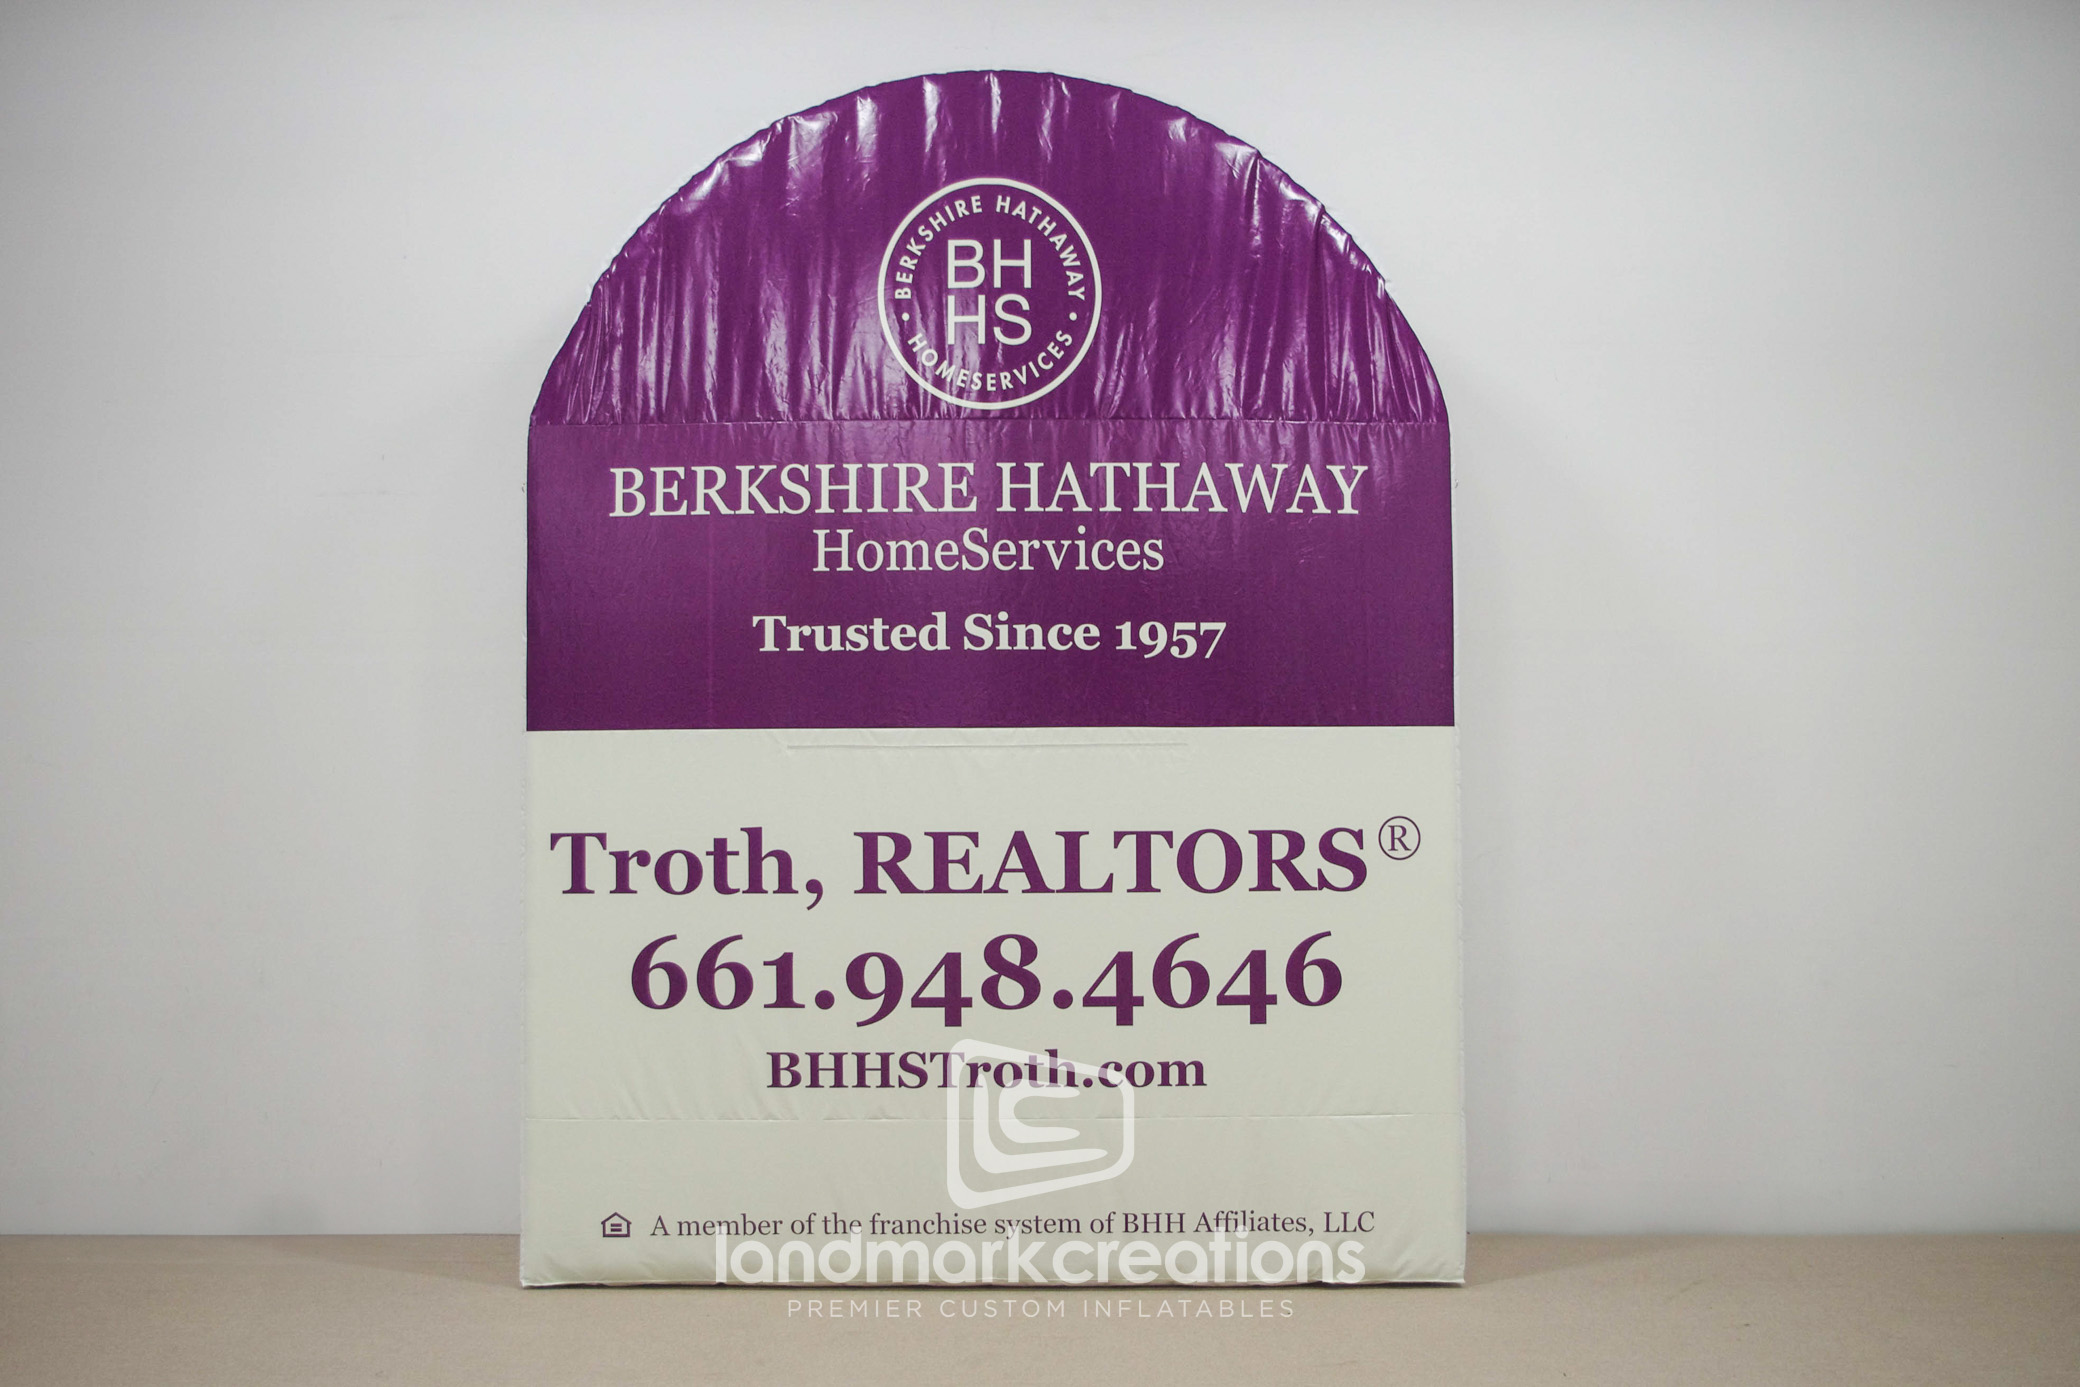 BERKSHIRE HATHAWAY
BH
HS
• HOMESERVICES •
BERKSHIRE HATHAWAY
HomeServices
Trusted Since 1957
Troth, REALTORS®
661.948.4646
BHHSTroth.com
A member of the franchise system of BHH Affiliates, LLC
landmarkcreations
PREMIER CUSTOM INFLATABLES